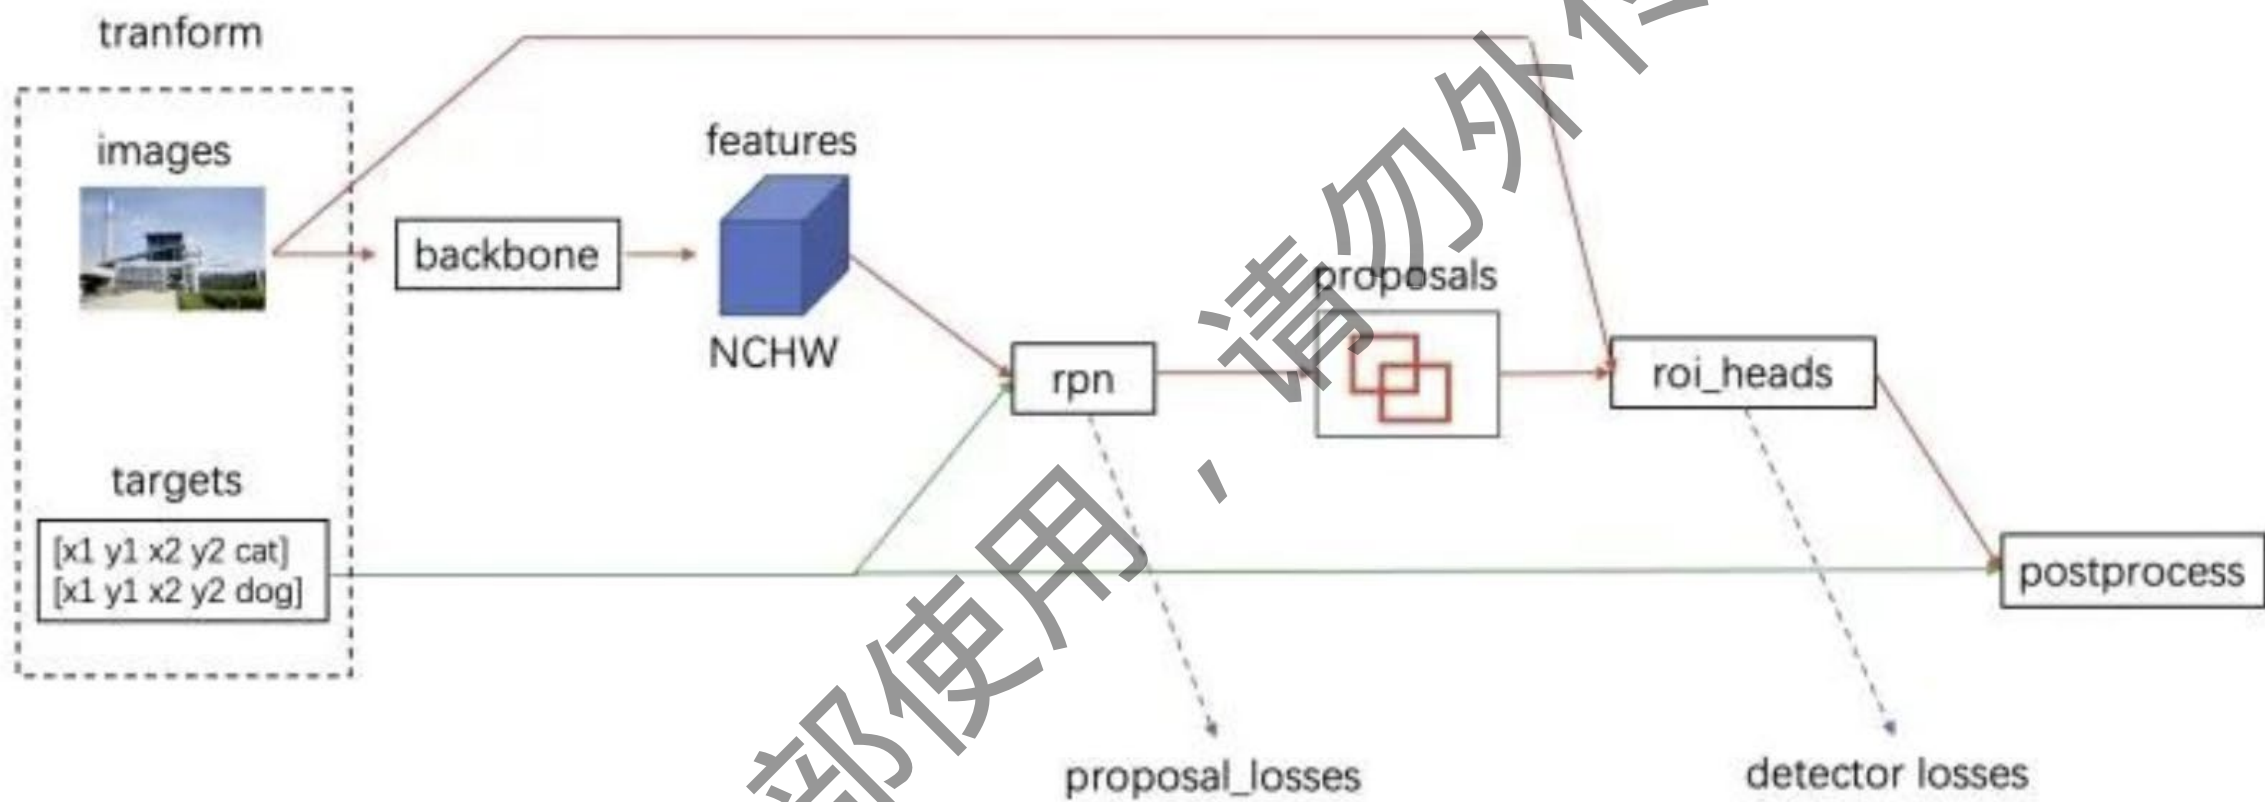 tranform
images
features
backbone
NCHW
proposals
rpn
roi_heads
targets
[x1 y1 x2 y2 cat]
[x1 y1 x2 y2 dog]
postprocess
proposal_losses
detector losses
部使用，请勿外